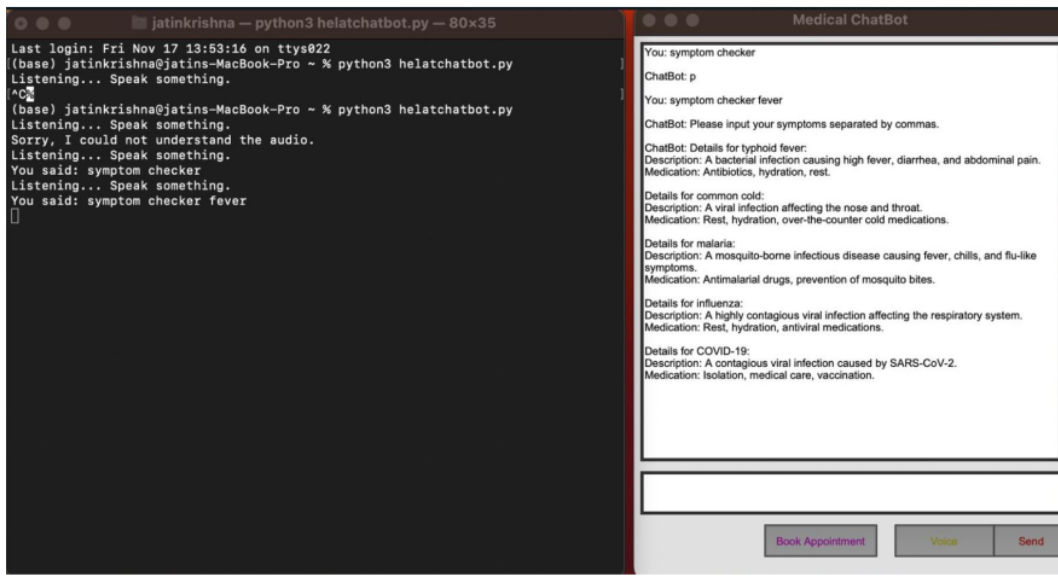 jatinkrishna — python3 helatchatbot.py — 80×35
Last login: Fri Nov 17 13:53:16 on ttys022
[(base) jatinkrishna@jatins-MacBook-Pro ~ % python3 helatchatbot.py ]
Listening... Speak something.
[^C% ]
(base) jatinkrishna@jatins-MacBook-Pro ~ % python3 helatchatbot.py
Listening... Speak something.
Sorry, I could not understand the audio.
Listening... Speak something.
You said: symptom checker
Listening... Speak something.
You said: symptom checker fever
Medical ChatBot
You: symptom checker
ChatBot: p
You: symptom checker fever
ChatBot: Please input your symptoms separated by commas.
ChatBot: Details for typhoid fever:
Description: A bacterial infection causing high fever, diarrhea, and abdominal pain.
Medication: Antibiotics, hydration, rest.
Details for common cold:
Description: A viral infection affecting the nose and throat.
Medication: Rest, hydration, over-the-counter cold medications.
Details for malaria:
Description: A mosquito-borne infectious disease causing fever, chills, and flu-like
symptoms.
Medication: Antimalarial drugs, prevention of mosquito bites.
Details for influenza:
Description: A highly contagious viral infection affecting the respiratory system.
Medication: Rest, hydration, antiviral medications.
Details for COVID-19:
Description: A contagious viral infection caused by SARS-CoV-2.
Medication: Isolation, medical care, vaccination.
Book Appointment
Voice
Send